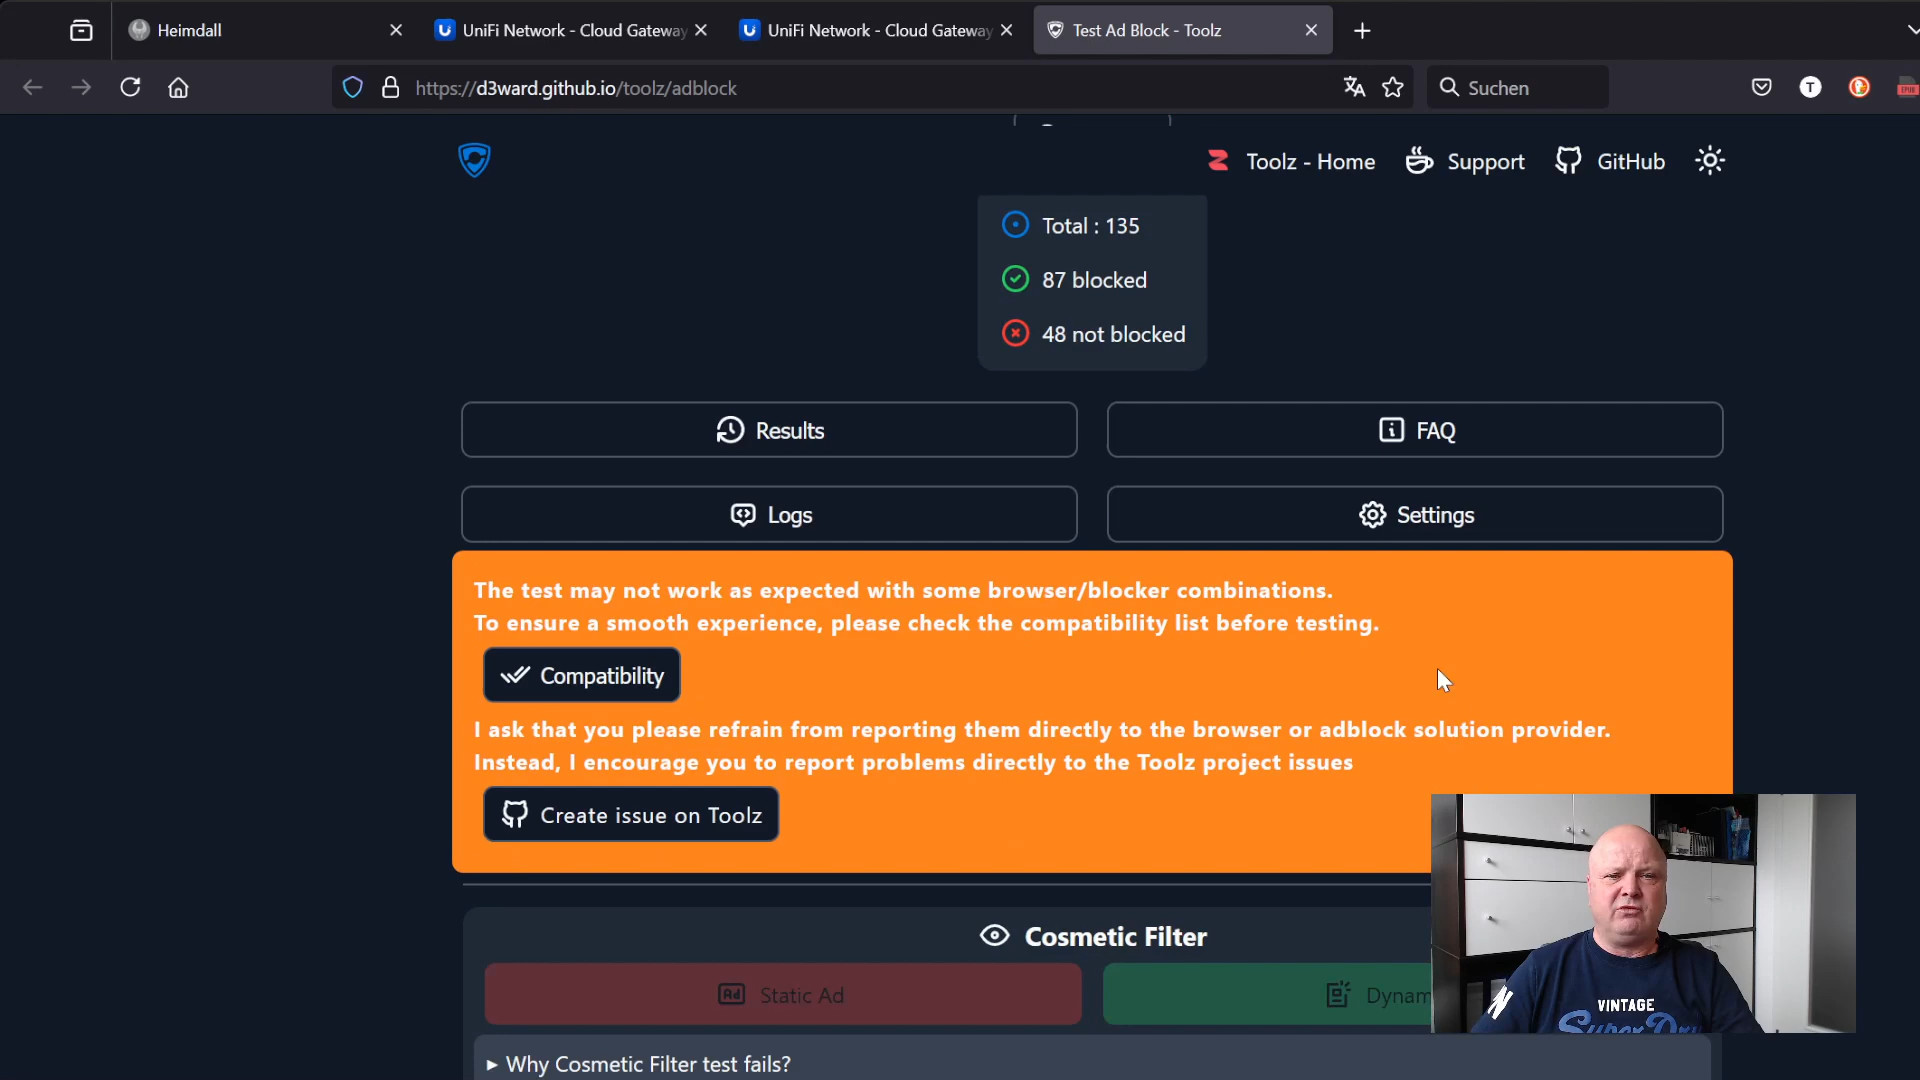 Heimdall
UniFi Network - Cloud Gateway
UniFi Network - Cloud Gateway
Test Ad Block - Toolz
https://d3ward.github.io/toolz/adblock
Suchen
T
EPUB
Toolz - Home
Support
GitHub
Total : 135
87 blocked
48 not blocked
Results
FAQ
Logs
Settings
The test may not work as expected with some browser/blocker combinations.
To ensure a smooth experience, please check the compatibility list before testing.
Compatibility
I ask that you please refrain from reporting them directly to the browser or adblock solution provider.
Instead, I encourage you to report problems directly to the Toolz project issues
Create issue on Toolz
Cosmetic Filter
Ad Static Ad
Dynam
Why Cosmetic Filter test fails?
VINTAGE
SuperDry